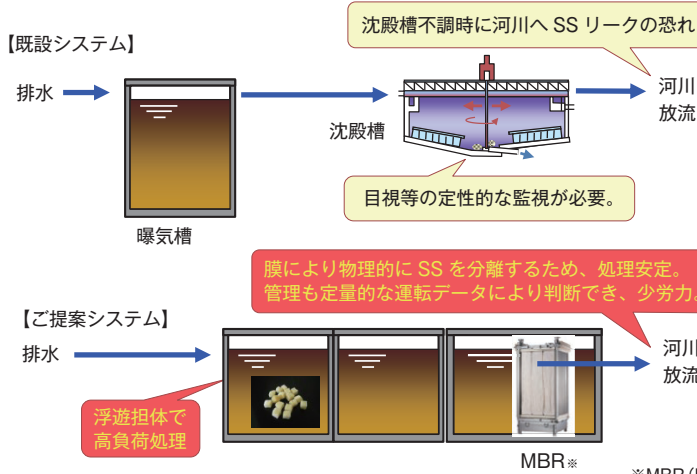 沈殿槽不調時に河川へ SS リークの恐れ
【既設システム】
排水
河川
放流
沈殿槽
目視等の定性的な監視が必要。
曝気槽
膜により物理的に SS を分離するため、処理安定。
管理も定量的な運転データにより判断でき、少労力。
【ご提案システム】
排水
河川
放流
浮遊担体で
高負荷処理
MBR※